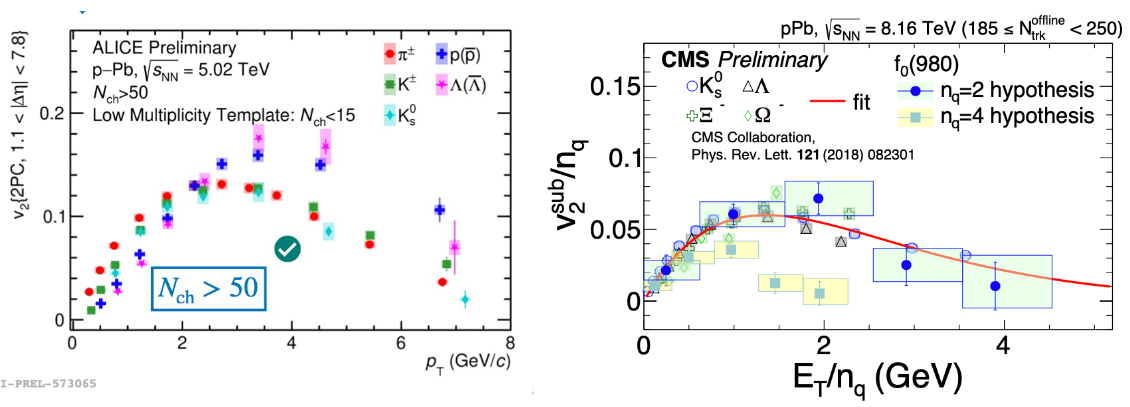 ALICE Preliminary
p−Pb, √sNN = 5.02 TeV
Nch>50
Low Multiplicity Template: Nch<15
π±
K±
K0s
p(p̅)
Λ(Λ̅)
v2{2PC, 1.1 < |Δη| < 7.8}
0.2
0.1
0
Nch > 50
0 2 4 6 8
pT (GeV/c)
I-PREL-573065
pPb, √sNN = 8.16 TeV (185 ≤ Nofflinetrk < 250)
CMS Preliminary
K0s
Λ
Ξ-
Ω-
fit
CMS Collaboration,
Phys. Rev. Lett. 121 (2018) 082301
f0(980)
nq=2 hypothesis
nq=4 hypothesis
vsub2/nq
0.15
0.1
0.05
0
0 2 4
ET/nq (GeV)